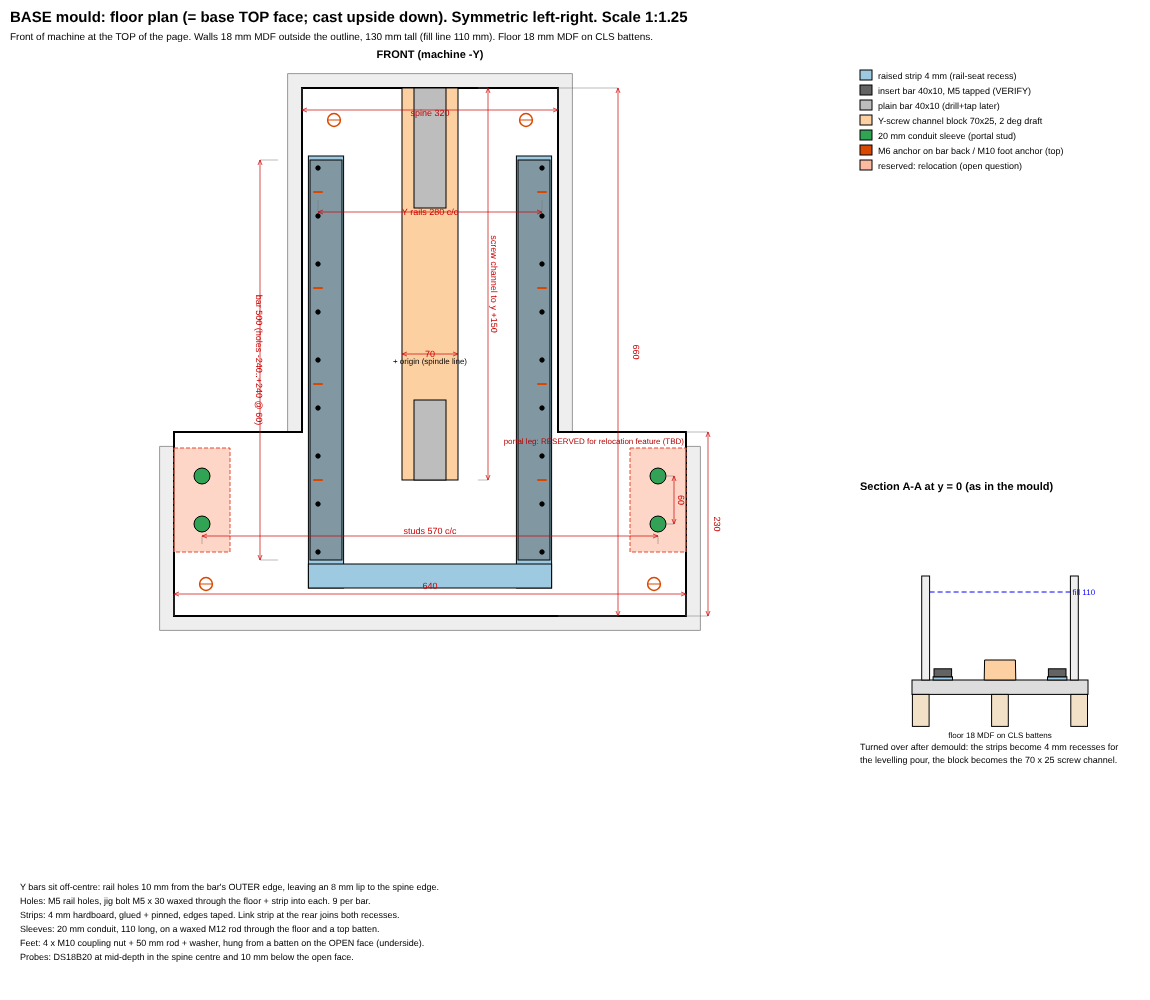 BASE mould: floor plan (= base TOP face; cast upside down). Symmetric left-right. Scale 1:1.25
Front of machine at the TOP of the page. Walls 18 mm MDF outside the outline, 130 mm tall (fill line 110 mm). Floor 18 mm MDF on CLS battens.
FRONT (machine -Y)
raised strip 4 mm (rail-seat recess)
insert bar 40x10, M5 tapped (VERIFY)
plain bar 40x10 (drill+tap later)
Y-screw channel block 70x25, 2 deg draft
20 mm conduit sleeve (portal stud)
M6 anchor on bar back / M10 foot anchor (top)
reserved: relocation (open question)
spine 320
Y rails 280 c/c
screw channel to y +150
bar 500 (holes -240..+240 @ 60)
70
+ origin (spindle line)
660
portal leg: RESERVED for relocation feature (TBD)
60
230
studs 570 c/c
640
Section A-A at y = 0 (as in the mould)
fill 110
floor 18 MDF on CLS battens
Turned over after demould: the strips become 4 mm recesses for
the levelling pour, the block becomes the 70 x 25 screw channel.
Y bars sit off-centre: rail holes 10 mm from the bar's OUTER edge, leaving an 8 mm lip to the spine edge.
Holes: M5 rail holes, jig bolt M5 x 30 waxed through the floor + strip into each. 9 per bar.
Strips: 4 mm hardboard, glued + pinned, edges taped. Link strip at the rear joins both recesses.
Sleeves: 20 mm conduit, 110 long, on a waxed M12 rod through the floor and a top batten.
Feet: 4 x M10 coupling nut + 50 mm rod + washer, hung from a batten on the OPEN face (underside).
Probes: DS18B20 at mid-depth in the spine centre and 10 mm below the open face.